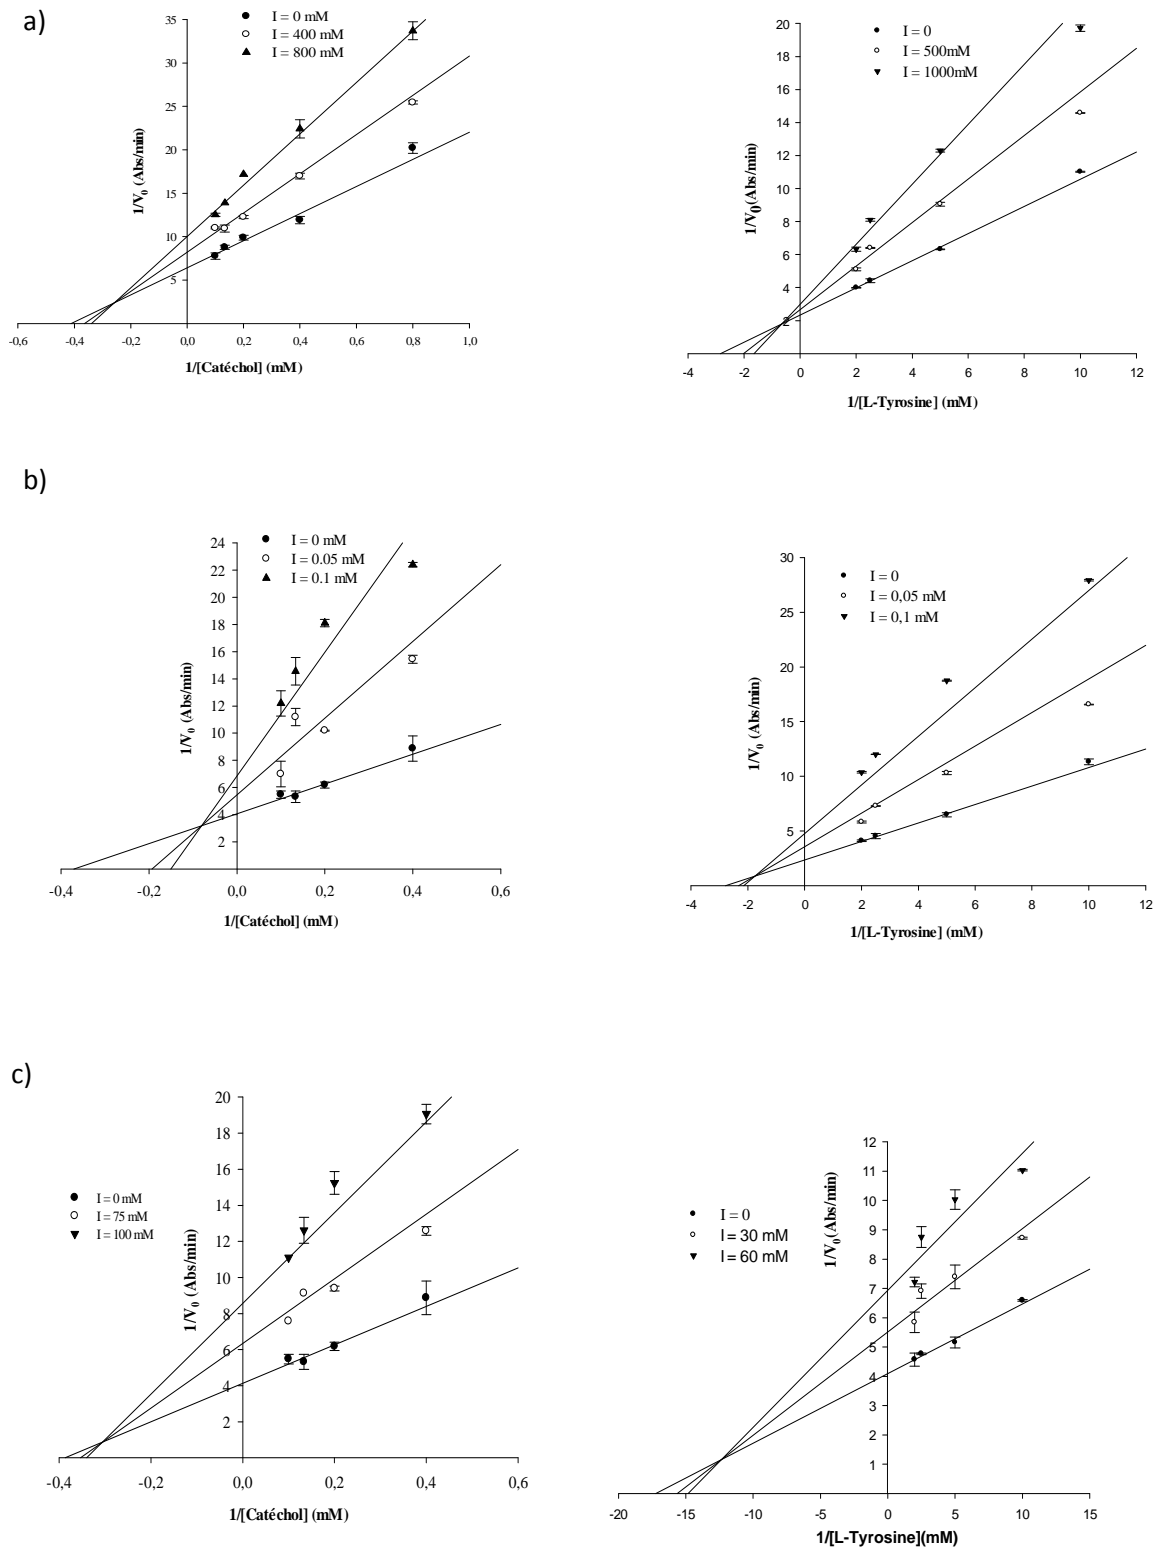 a)
I = 0 mM
I = 400 mM
I = 800 mM
35
30
25
20
15
10
5
1/V0 (Abs/min)
-0,6 -0,4 -0,2 0,0 0,2 0,4 0,6 0,8 1,0
1/[Catéchol] (mM)
I = 0
I = 500mM
I = 1000mM
20
18
16
14
12
10
8
6
4
2
1/V0(Abs/min)
-4 -2 0 2 4 6 8 10 12
1/[L-Tyrosine] (mM)
b)
I = 0 mM
I = 0.05 mM
I = 0.1 mM
24
22
20
18
16
14
12
10
8
6
4
2
1/V0 (Abs/min)
-0,4 -0,2 0,0 0,2 0,4 0,6
1/[Catéchol] (mM)
I = 0
I = 0,05 mM
I = 0,1 mM
30
25
20
15
10
5
1/V0 (Abs/min)
-4 -2 0 2 4 6 8 10 12
1/[L-Tyrosine] (mM)
c)
I = 0 mM
I = 75 mM
I = 100 mM
20
18
16
14
12
10
8
6
4
2
1/V0 (Abs/min)
-0,4 -0,2 0,0 0,2 0,4 0,6
1/[Catéchol] (mM)
I = 0
I = 30 mM
I = 60 mM
12
11
10
9
8
7
6
5
4
3
2
1
1/V0(Abs/min)
-20 -15 -10 -5 0 5 10 15
1/[L-Tyrosine](mM)